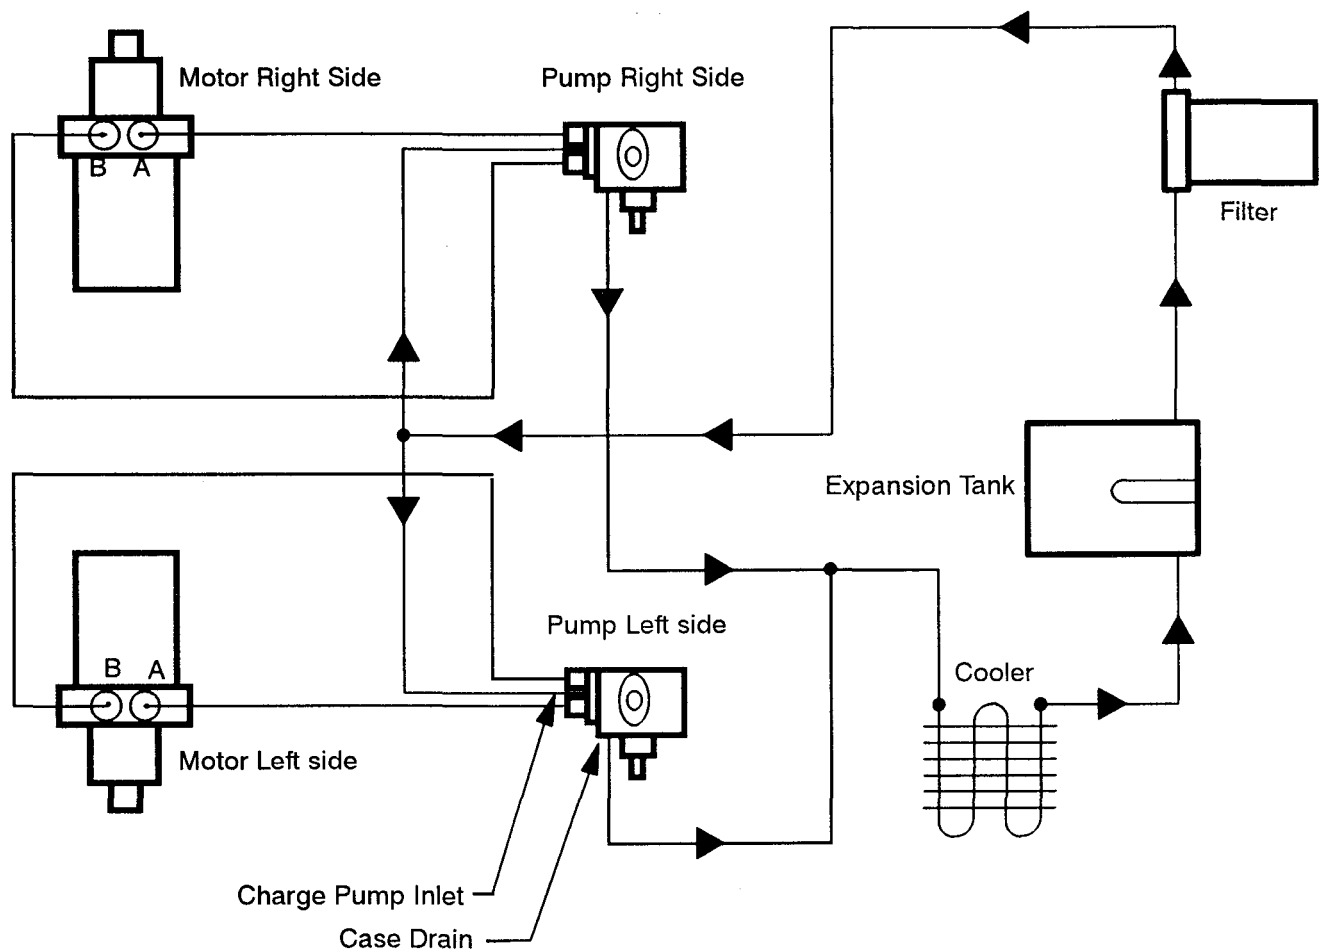 Motor Right Side
Pump Right Side
B A
Filter
Expansion Tank
Pump Left side
B A
Cooler
Motor Left side
Charge Pump Inlet
Case Drain